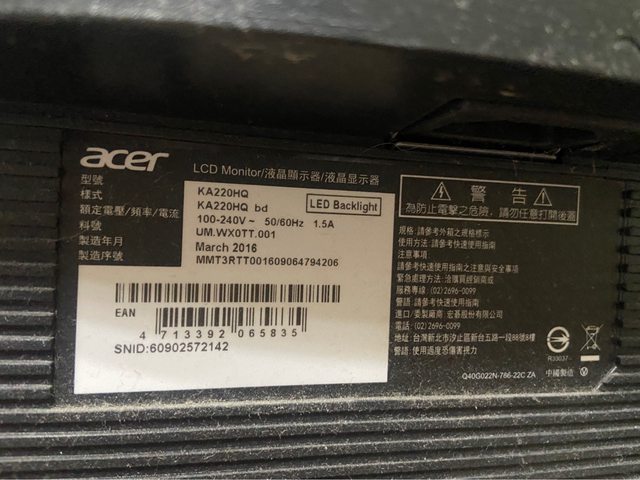 acer
LCD Monitor/液晶顯示器/液晶显示器
型號 KA220HQ
樣式 KA220HQ bd
LED Backlight
額定電壓/頻率/電流 100-240V ~ 50/60Hz 1.5A
料號 UM.WX0TT.001
製造年月 March 2016
製造序號 MMT3RTT001609064794206
EAN
4 713392 065835
SNID:60902572142
警告
為防止電擊之危險，請勿任意打開後蓋
規格: 請參考外箱之規格標示
使用方法: 請參考快速使用指南
注意事項:
請參考快速使用指南之說明與安全事項
緊急處理方法: 洽購買經銷商或
服務專線: (02)2696-0099
警語: 請參考快速使用指南
進口/委製廠商: 宏碁股份有限公司
電話: (02)2696-0099
地址: 台灣新北市汐止區新台五路一段88號8樓
警語: 使用過度恐傷害視力
R33037
Q40G022N-766-22C ZA
中國製造